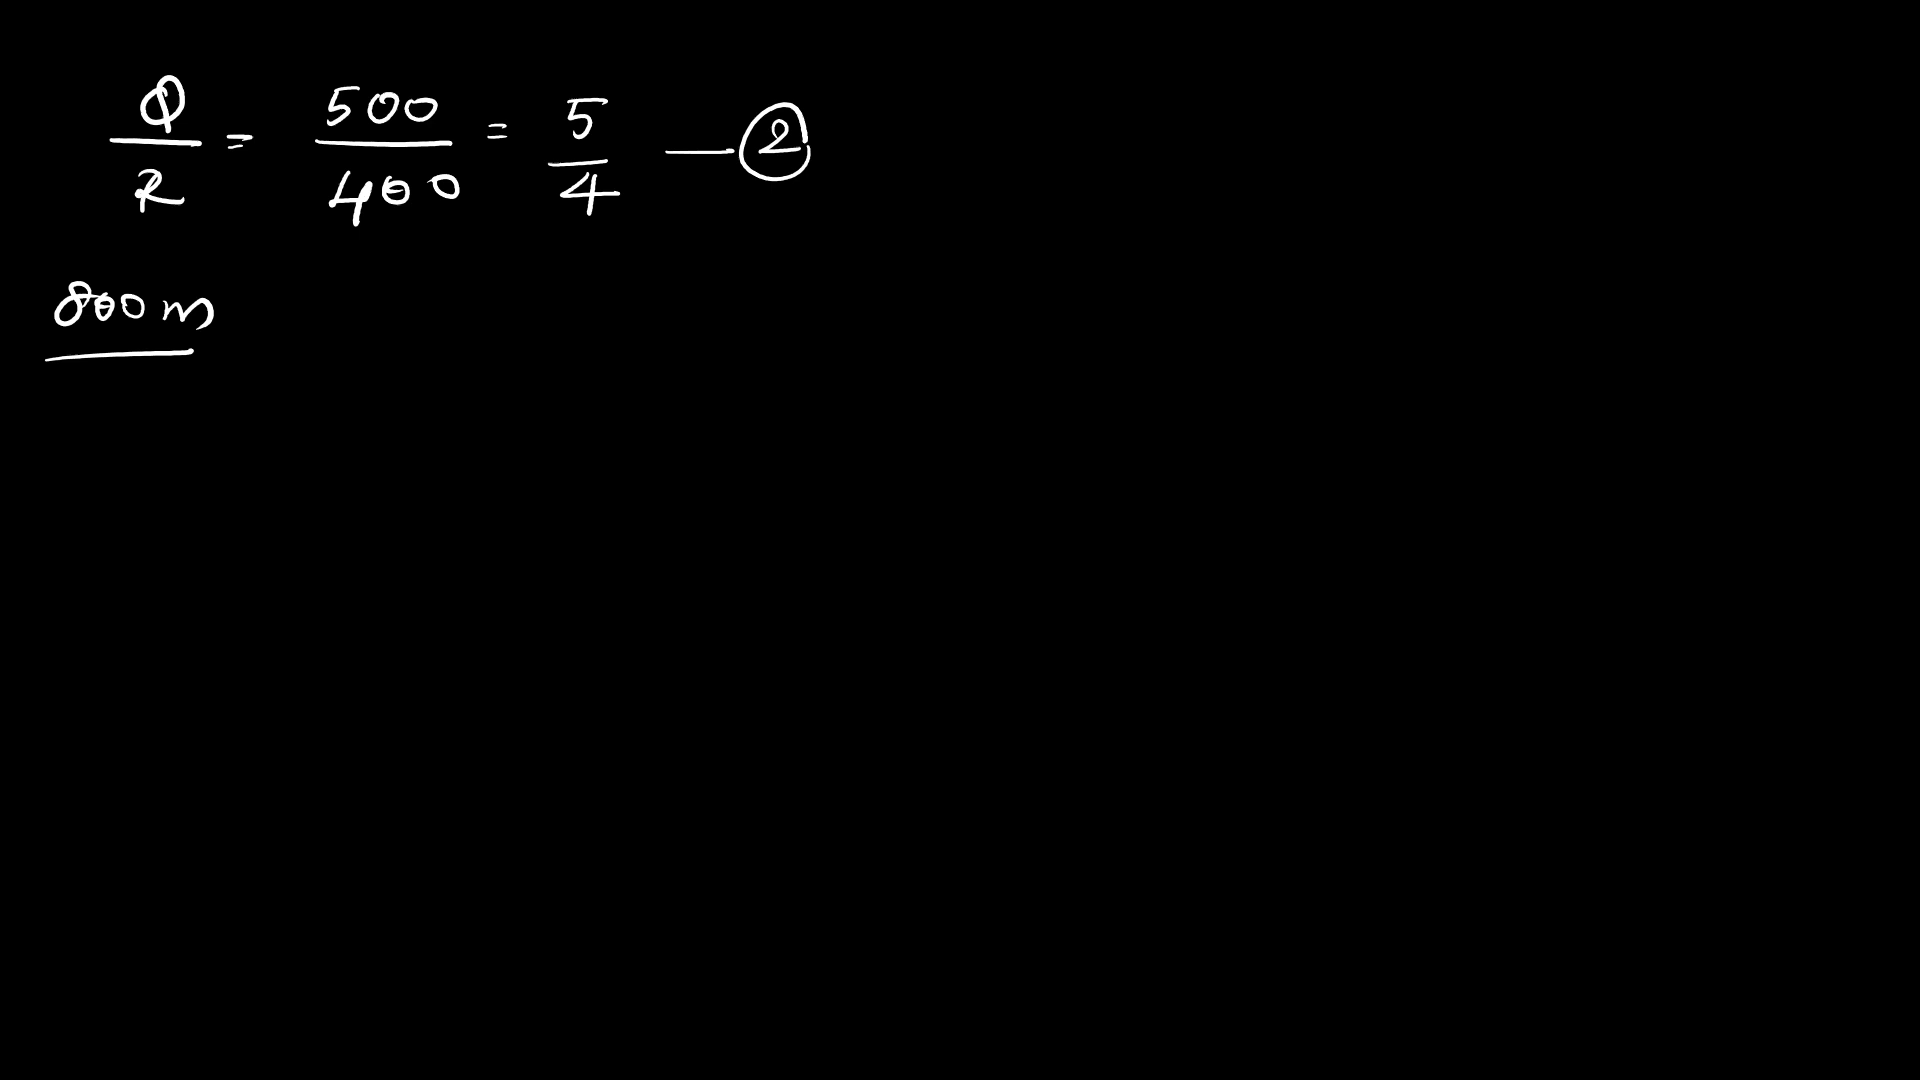 Q/R = 500/400 = 5/4 — ②
800 m